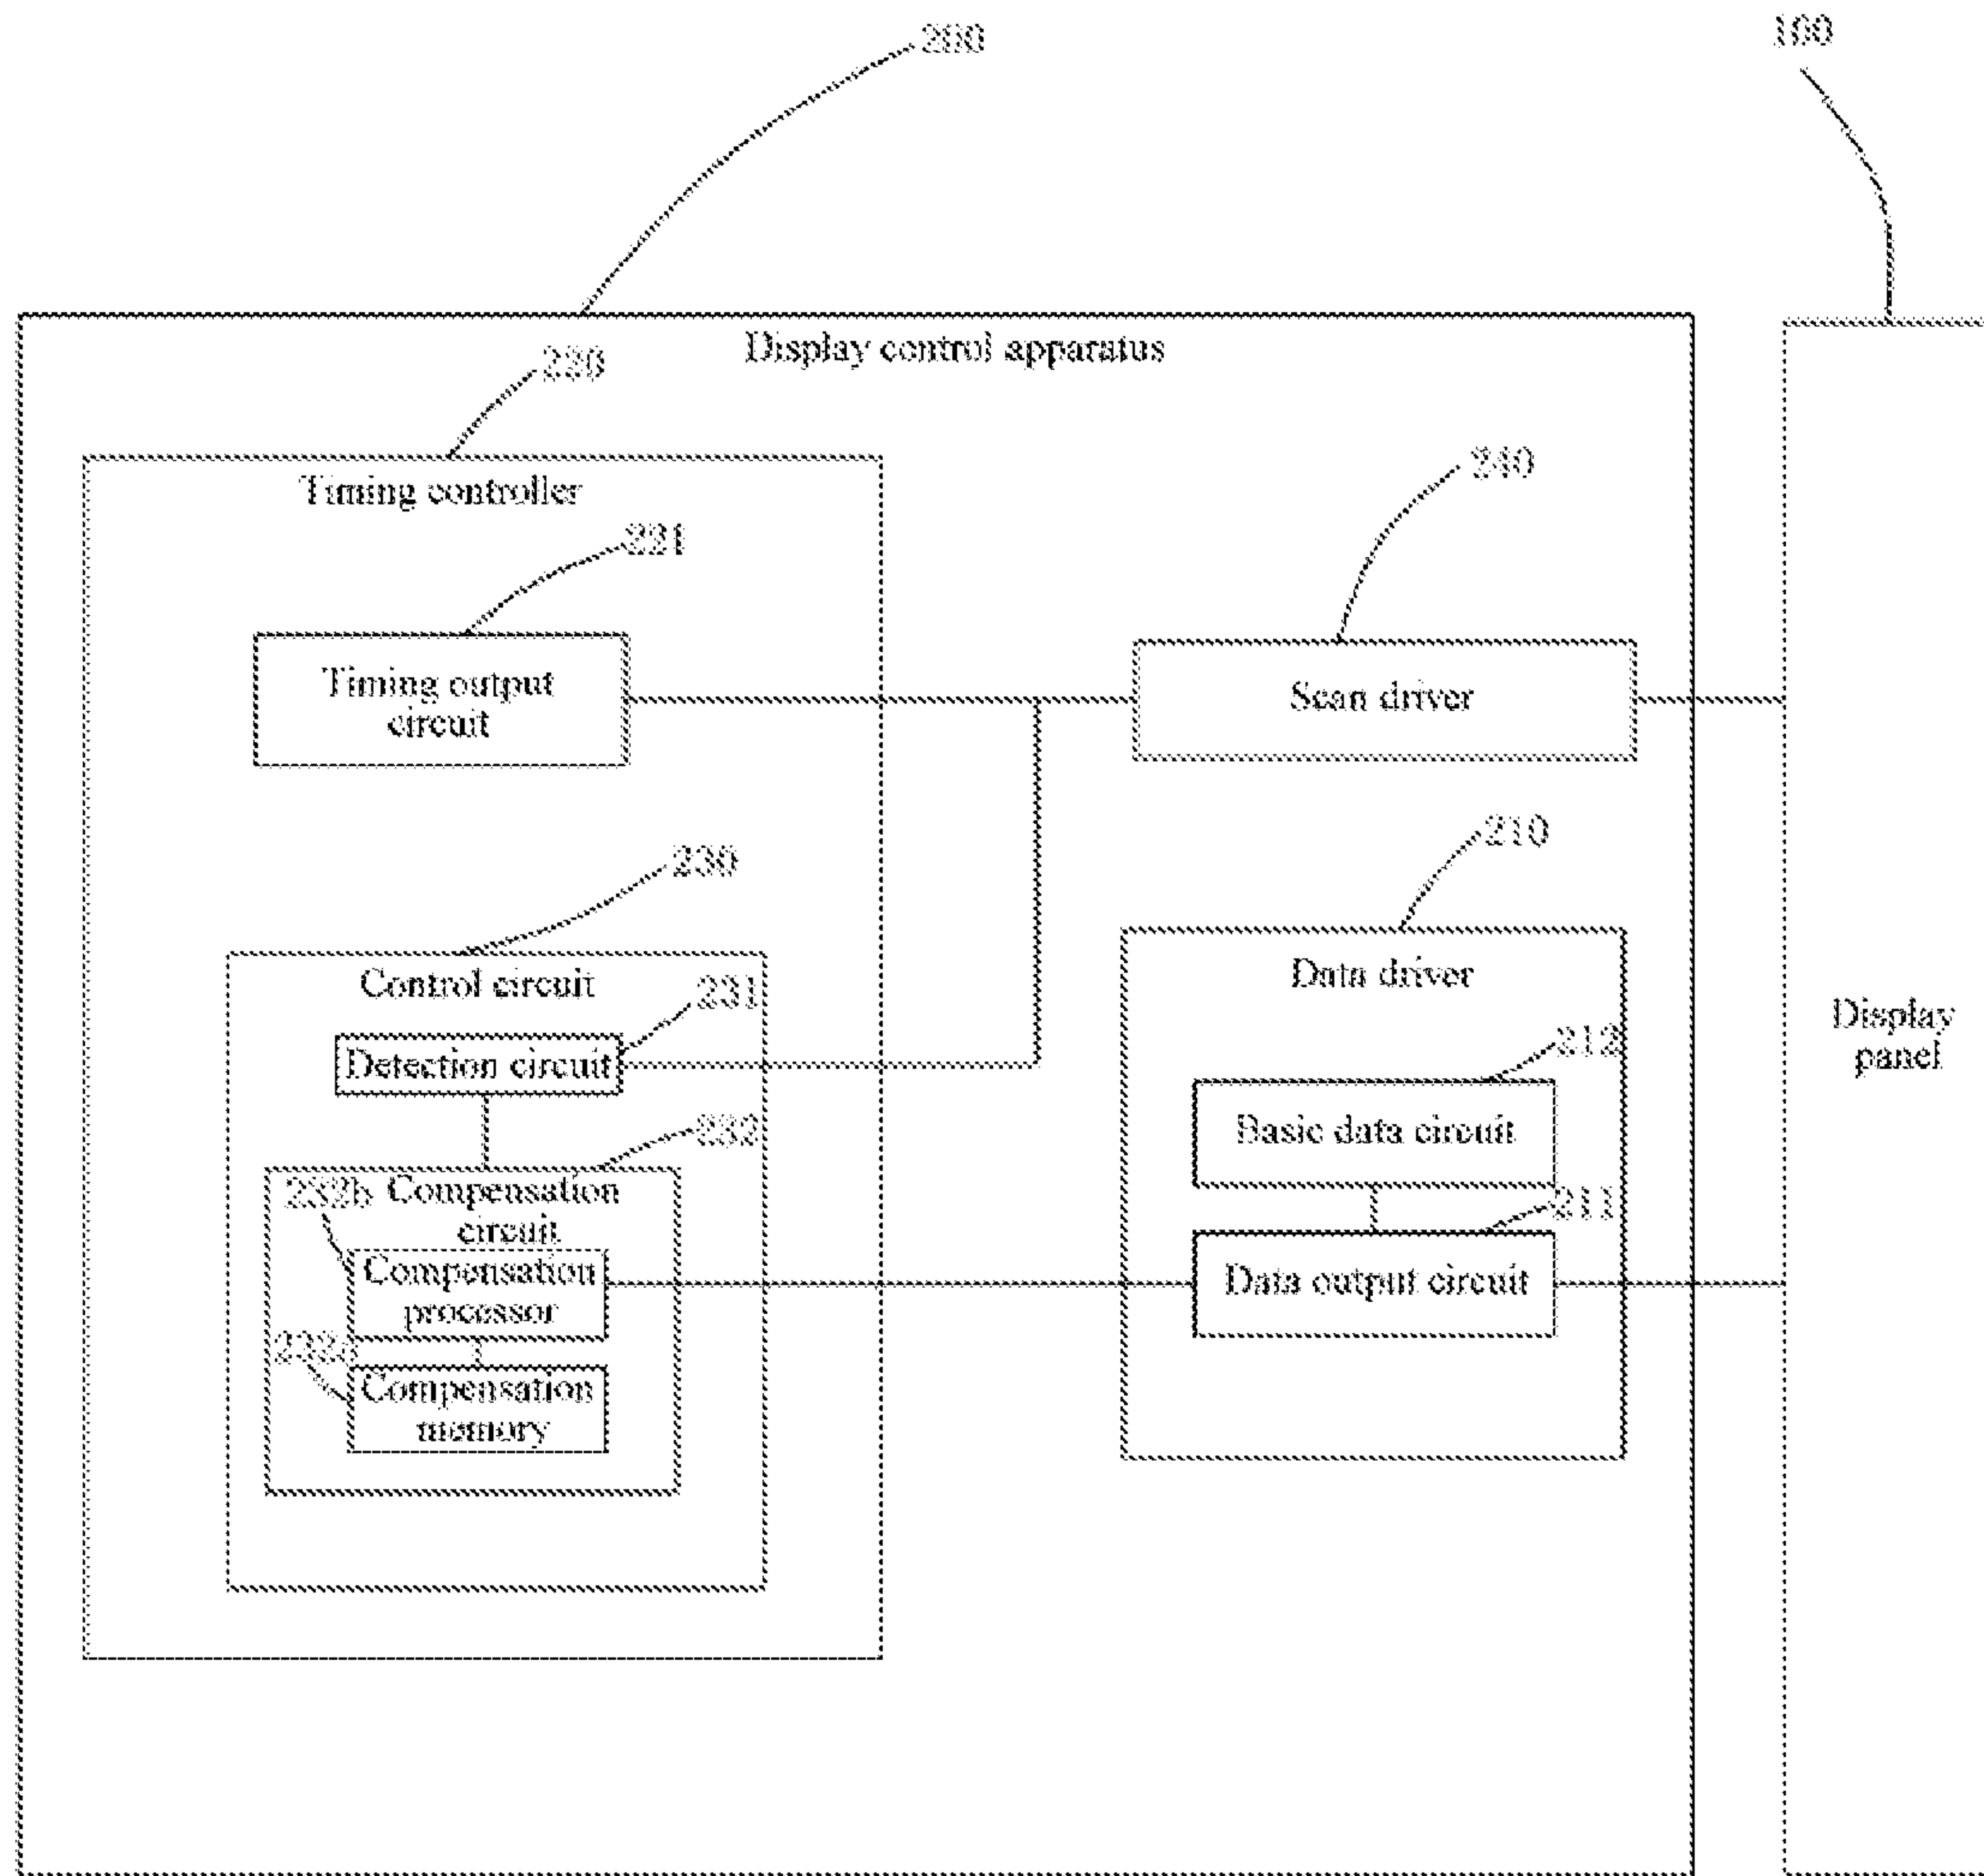 200
100
Display control apparatus
220
Timing controller
240
221
Timing output
circuit
Scan driver
210
230
Control circuit
231
Data driver
Detection circuit
212
Display
panel
232
Basic data circuit
232b
Compensation
circuit
211
Compensation
processor
Data output circuit
232a
Compensation
memory